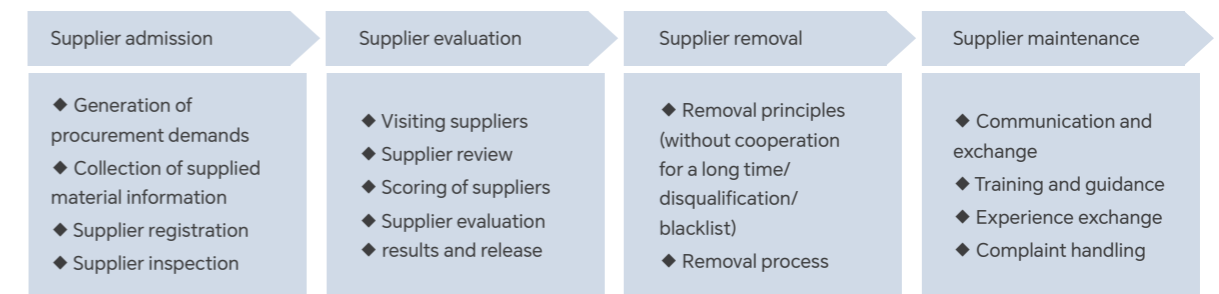 Supplier admission
◆ Generation of
procurement demands
◆ Collection of supplied
material information
◆ Supplier registration
◆ Supplier inspection
Supplier evaluation
◆ Visiting suppliers
◆ Supplier review
◆ Scoring of suppliers
◆ Supplier evaluation
◆ results and release
Supplier removal
◆ Removal principles
(without cooperation
for a long time/
disqualification/
blacklist)
◆ Removal process
Supplier maintenance
◆ Communication and
exchange
◆ Training and guidance
◆ Experience exchange
◆ Complaint handling